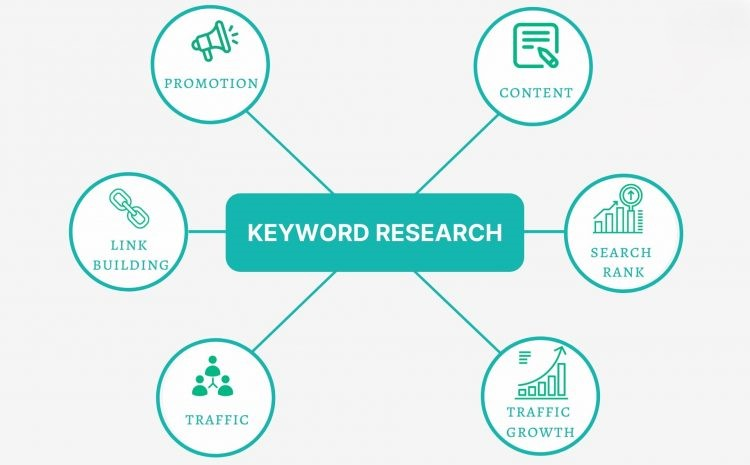 PROMOTION
CONTENT
LINK
BUILDING
KEYWORD RESEARCH
SEARCH
RANK
TRAFFIC
TRAFFIC
GROWTH